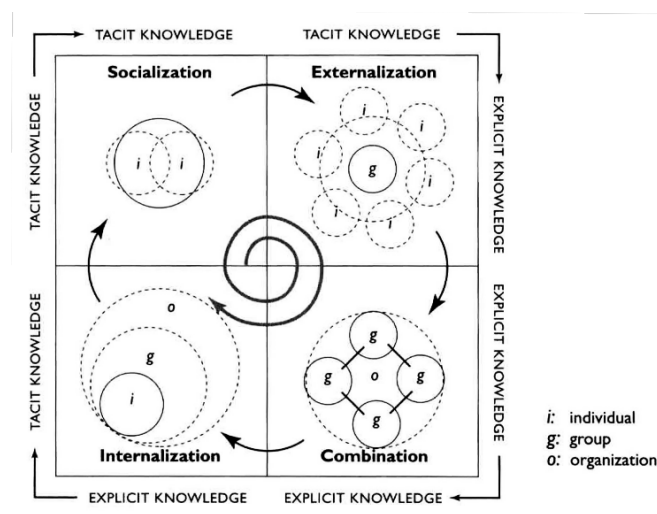 TACIT KNOWLEDGE
TACIT KNOWLEDGE
Socialization
Externalization
TACIT KNOWLEDGE
EXPLICIT KNOWLEDGE
i
i
i
i
i
i
i
i
g
TACIT KNOWLEDGE
EXPLICIT KNOWLEDGE
o
g
i
g
g
o
g
g
Internalization
Combination
EXPLICIT KNOWLEDGE
EXPLICIT KNOWLEDGE
i: individual
g: group
o: organization